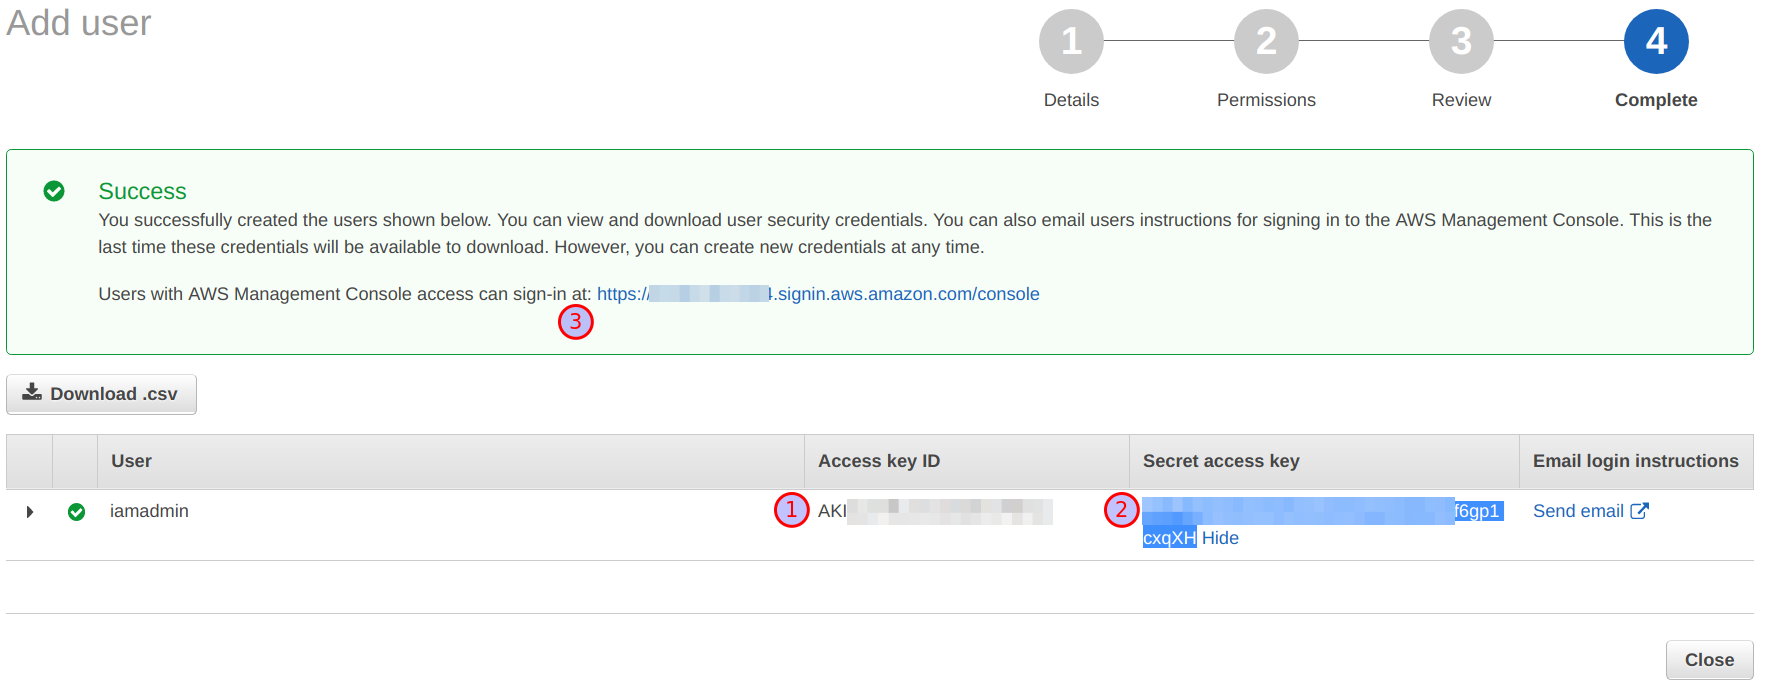 Add user
1 2 3 4
Details Permissions Review Complete
Success
You successfully created the users shown below. You can view and download user security credentials. You can also email users instructions for signing in to the AWS Management Console. This is the
last time these credentials will be available to download. However, you can create new credentials at any time.
Users with AWS Management Console access can sign-in at: https:// 4.signin.aws.amazon.com/console
3
Download .csv
User Access key ID Secret access key Email login instructions
iamadmin 1 AKI 2 f6gp1 Send email
cxqXH Hide
Close